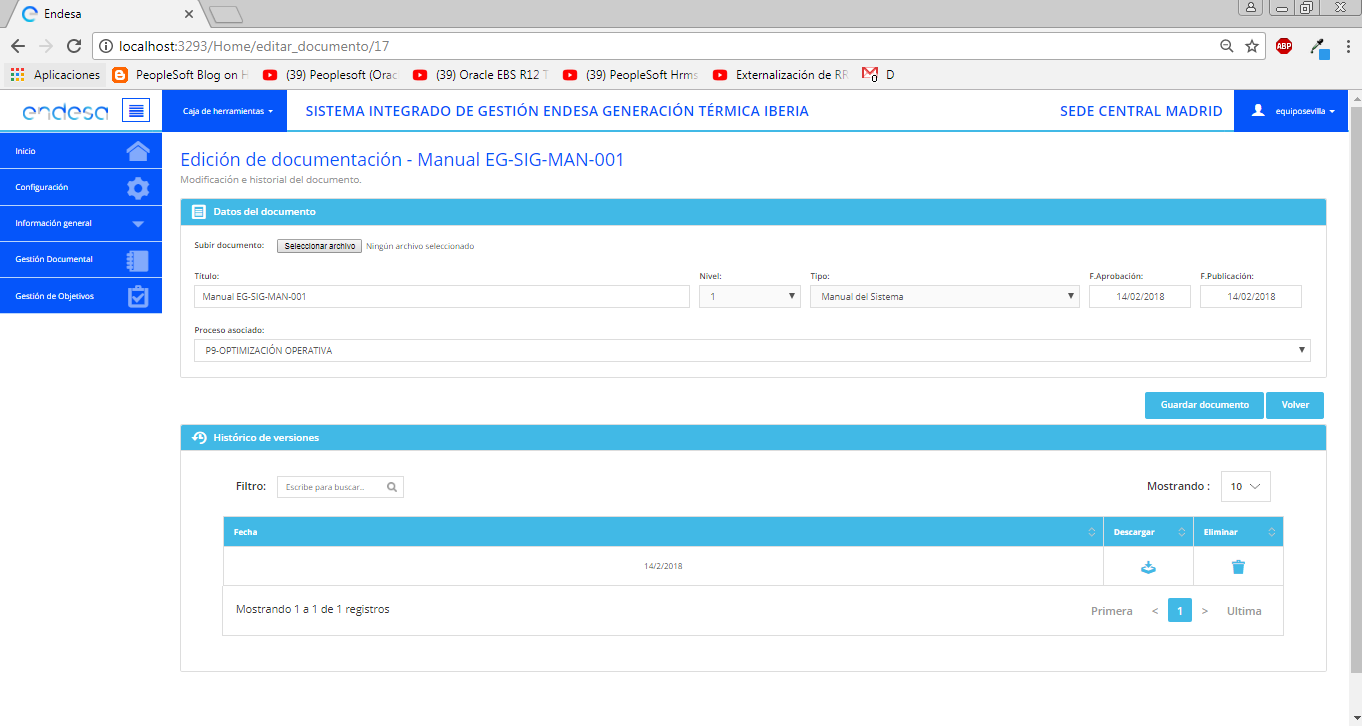 Endesa
localhost:3293/Home/editar_documento/17
ABP
Aplicaciones PeopleSoft Blog on H (39) Peoplesoft (Orac (39) Oracle EBS R12 T (39) PeopleSoft Hrms Externalización de RR 0 D
endesa Caja de herramientas SISTEMA INTEGRADO DE GESTIÓN ENDESA GENERACIÓN TÉRMICA IBERIA SEDE CENTRAL MADRID equiposevilla
Inicio
Configuración
Información general
Gestión Documental
Gestión de Objetivos
Edición de documentación - Manual EG-SIG-MAN-001
Modificación e historial del documento.
Datos del documento
Subir documento: Seleccionar archivo Ningún archivo seleccionado
Título: Nivel: Tipo: F.Aprobación: F.Publicación:
Manual EG-SIG-MAN-001 1 Manual del Sistema 14/02/2018 14/02/2018
Proceso asociado:
P9-OPTIMIZACIÓN OPERATIVA
Guardar documento Volver
Histórico de versiones
Filtro: Escribe para buscar.. Mostrando : 10
Fecha Descargar Eliminar
14/2/2018
Mostrando 1 a 1 de 1 registros Primera < 1 > Ultima